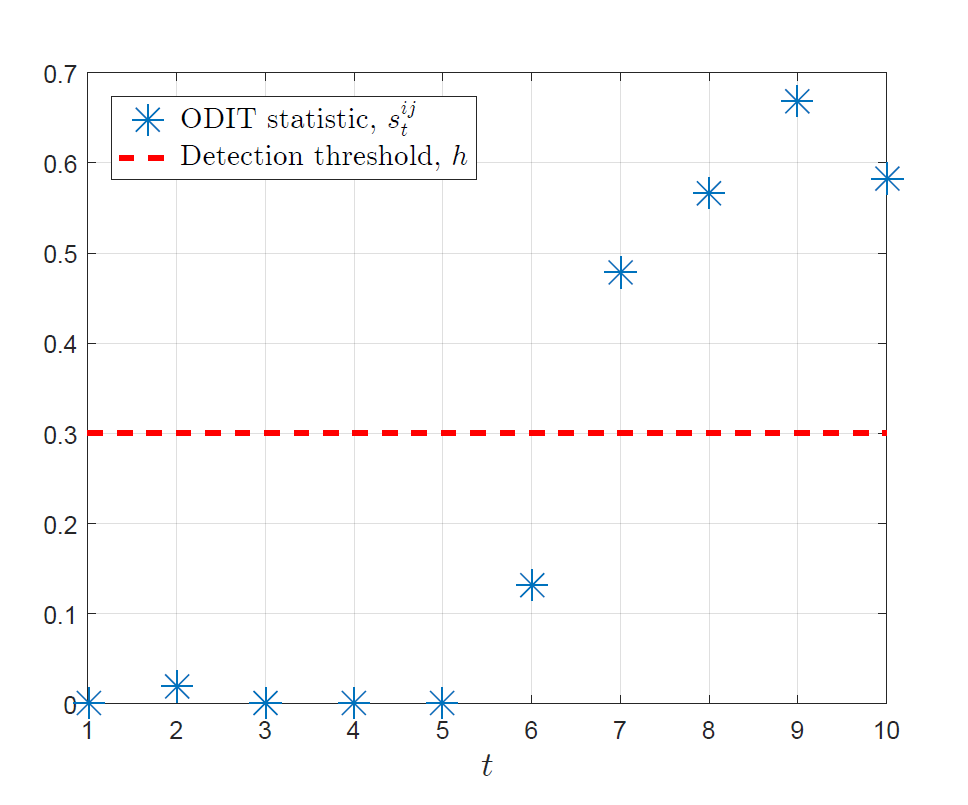 0.7
0.6
0.5
0.4
0.3
0.2
0.1
0
ODIT statistic, $s_t^{ij}$
Detection threshold, $h$
1 2 3 4 5 6 7 8 9 10
$t$